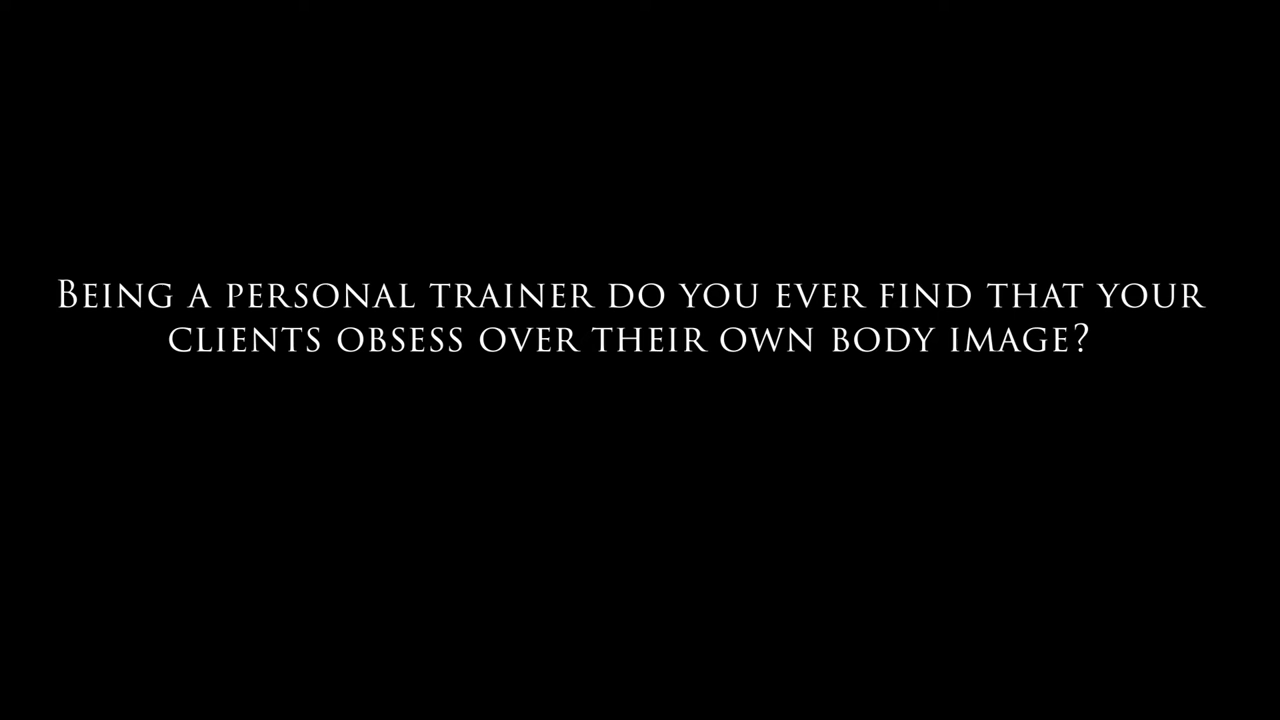 Being a personal trainer do you ever find that your
clients obsess over their own body image?